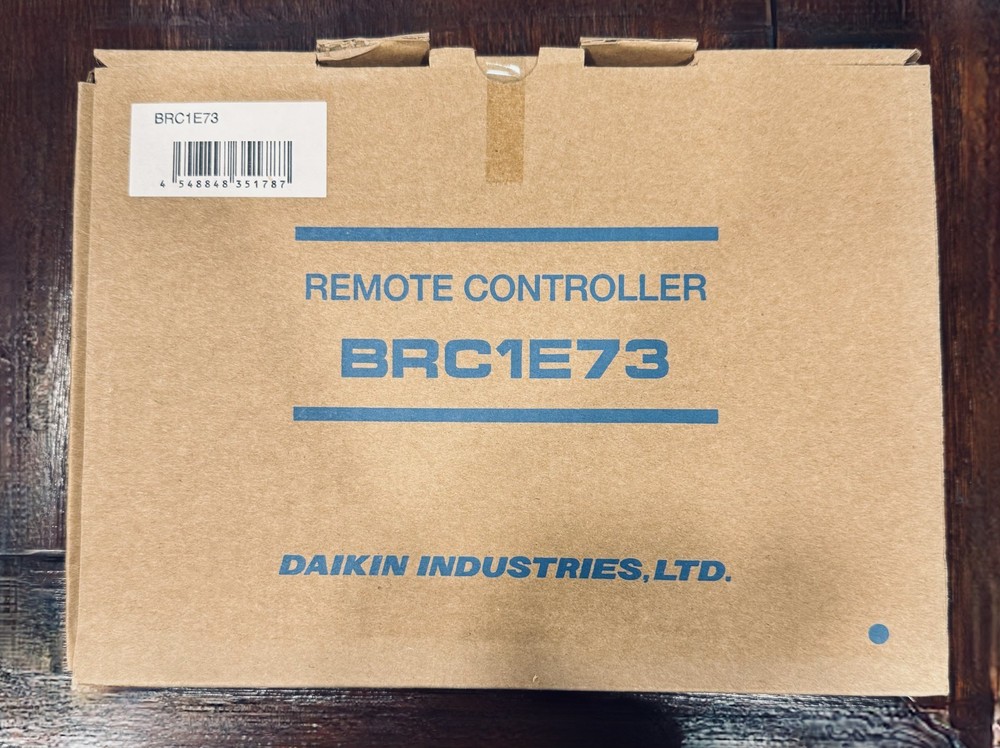 BRC1E73
4 548848 351787
REMOTE CONTROLLER
BRC1E73
DAIKIN INDUSTRIES, LTD.